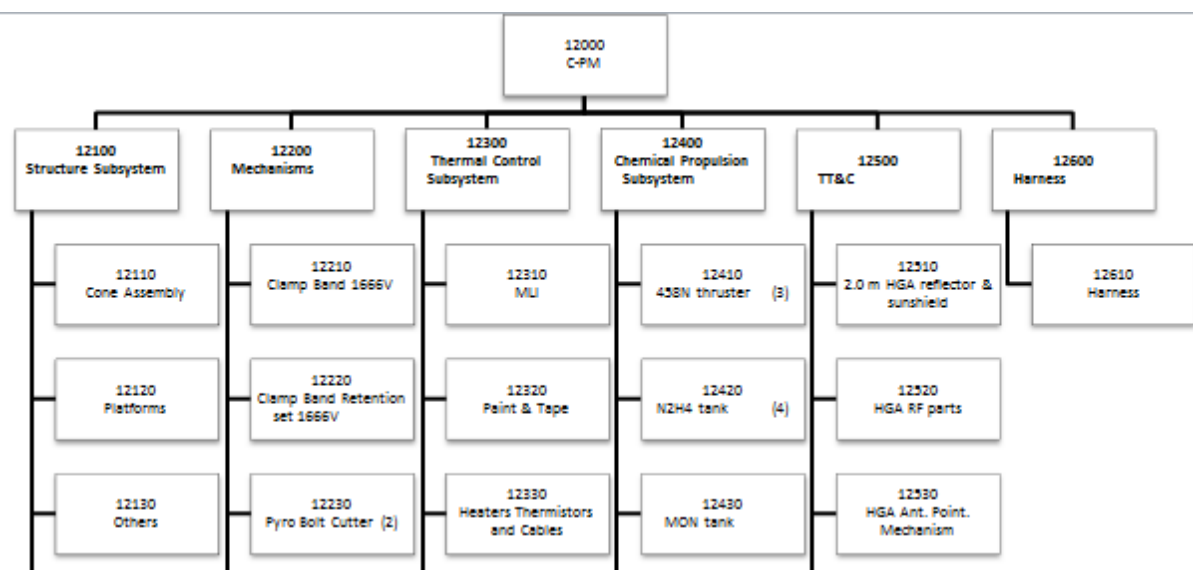 12000
C-PM
12100
Structure Subsystem
12200
Mechanisms
12300
Thermal Control
Subsystem
12400
Chemical Propulsion
Subsystem
12500
TT&C
12600
Harness
12110
Cone Assembly
12210
Clamp Band 1666V
12310
MLI
12410
458N thruster (3)
12510
2.0 m HGA reflector &
sunshield
12610
Harness
12120
Platforms
12220
Clamp Band Retention
set 1666V
12320
Paint & Tape
12420
N2H4 tank (4)
12520
HGA RF parts
12130
Others
12230
Pyro Bolt Cutter (2)
12330
Heaters Thermistors
and Cables
12430
MON tank
12530
HGA Ant. Point.
Mechanism